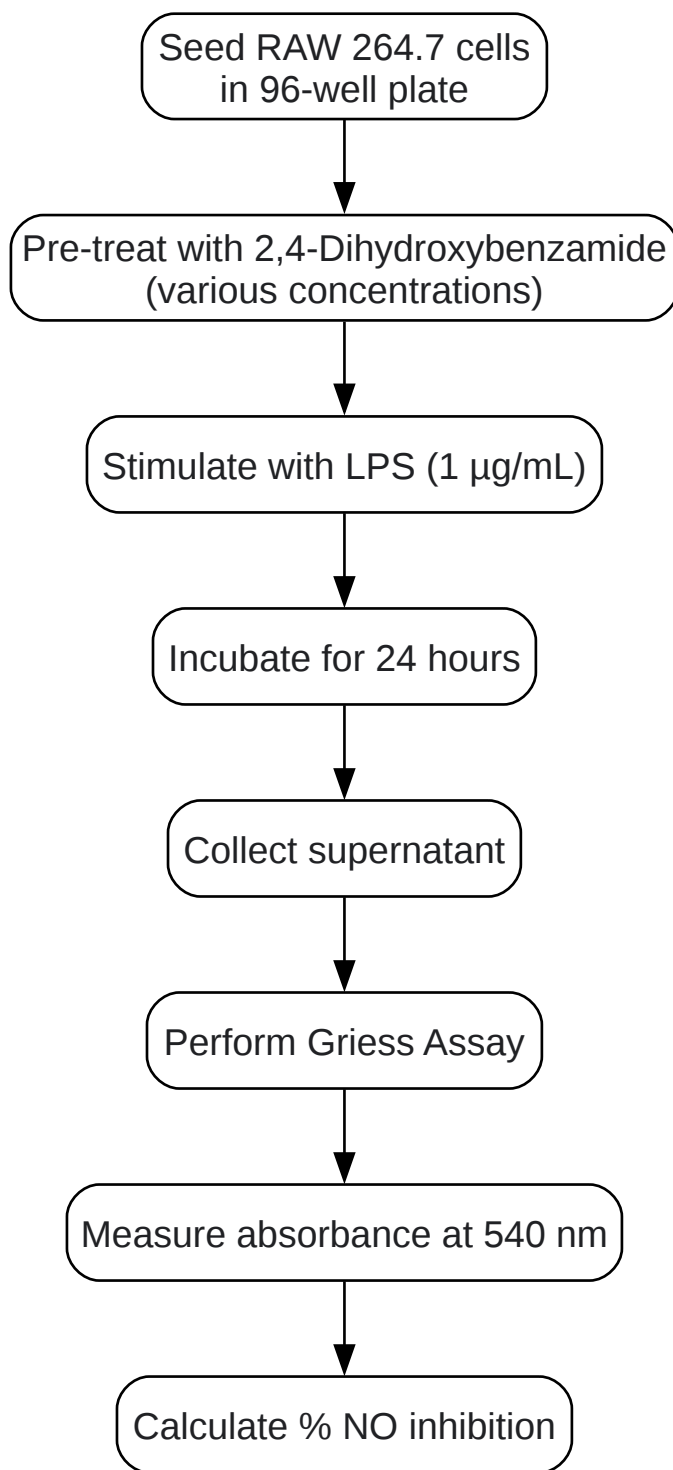 Seed RAW 264.7 cells
in 96-well plate
Pre-treat with 2,4-Dihydroxybenzamide
(various concentrations)
Stimulate with LPS (1 µg/mL)
Incubate for 24 hours
Collect supernatant
Perform Griess Assay
Measure absorbance at 540 nm
Calculate % NO inhibition